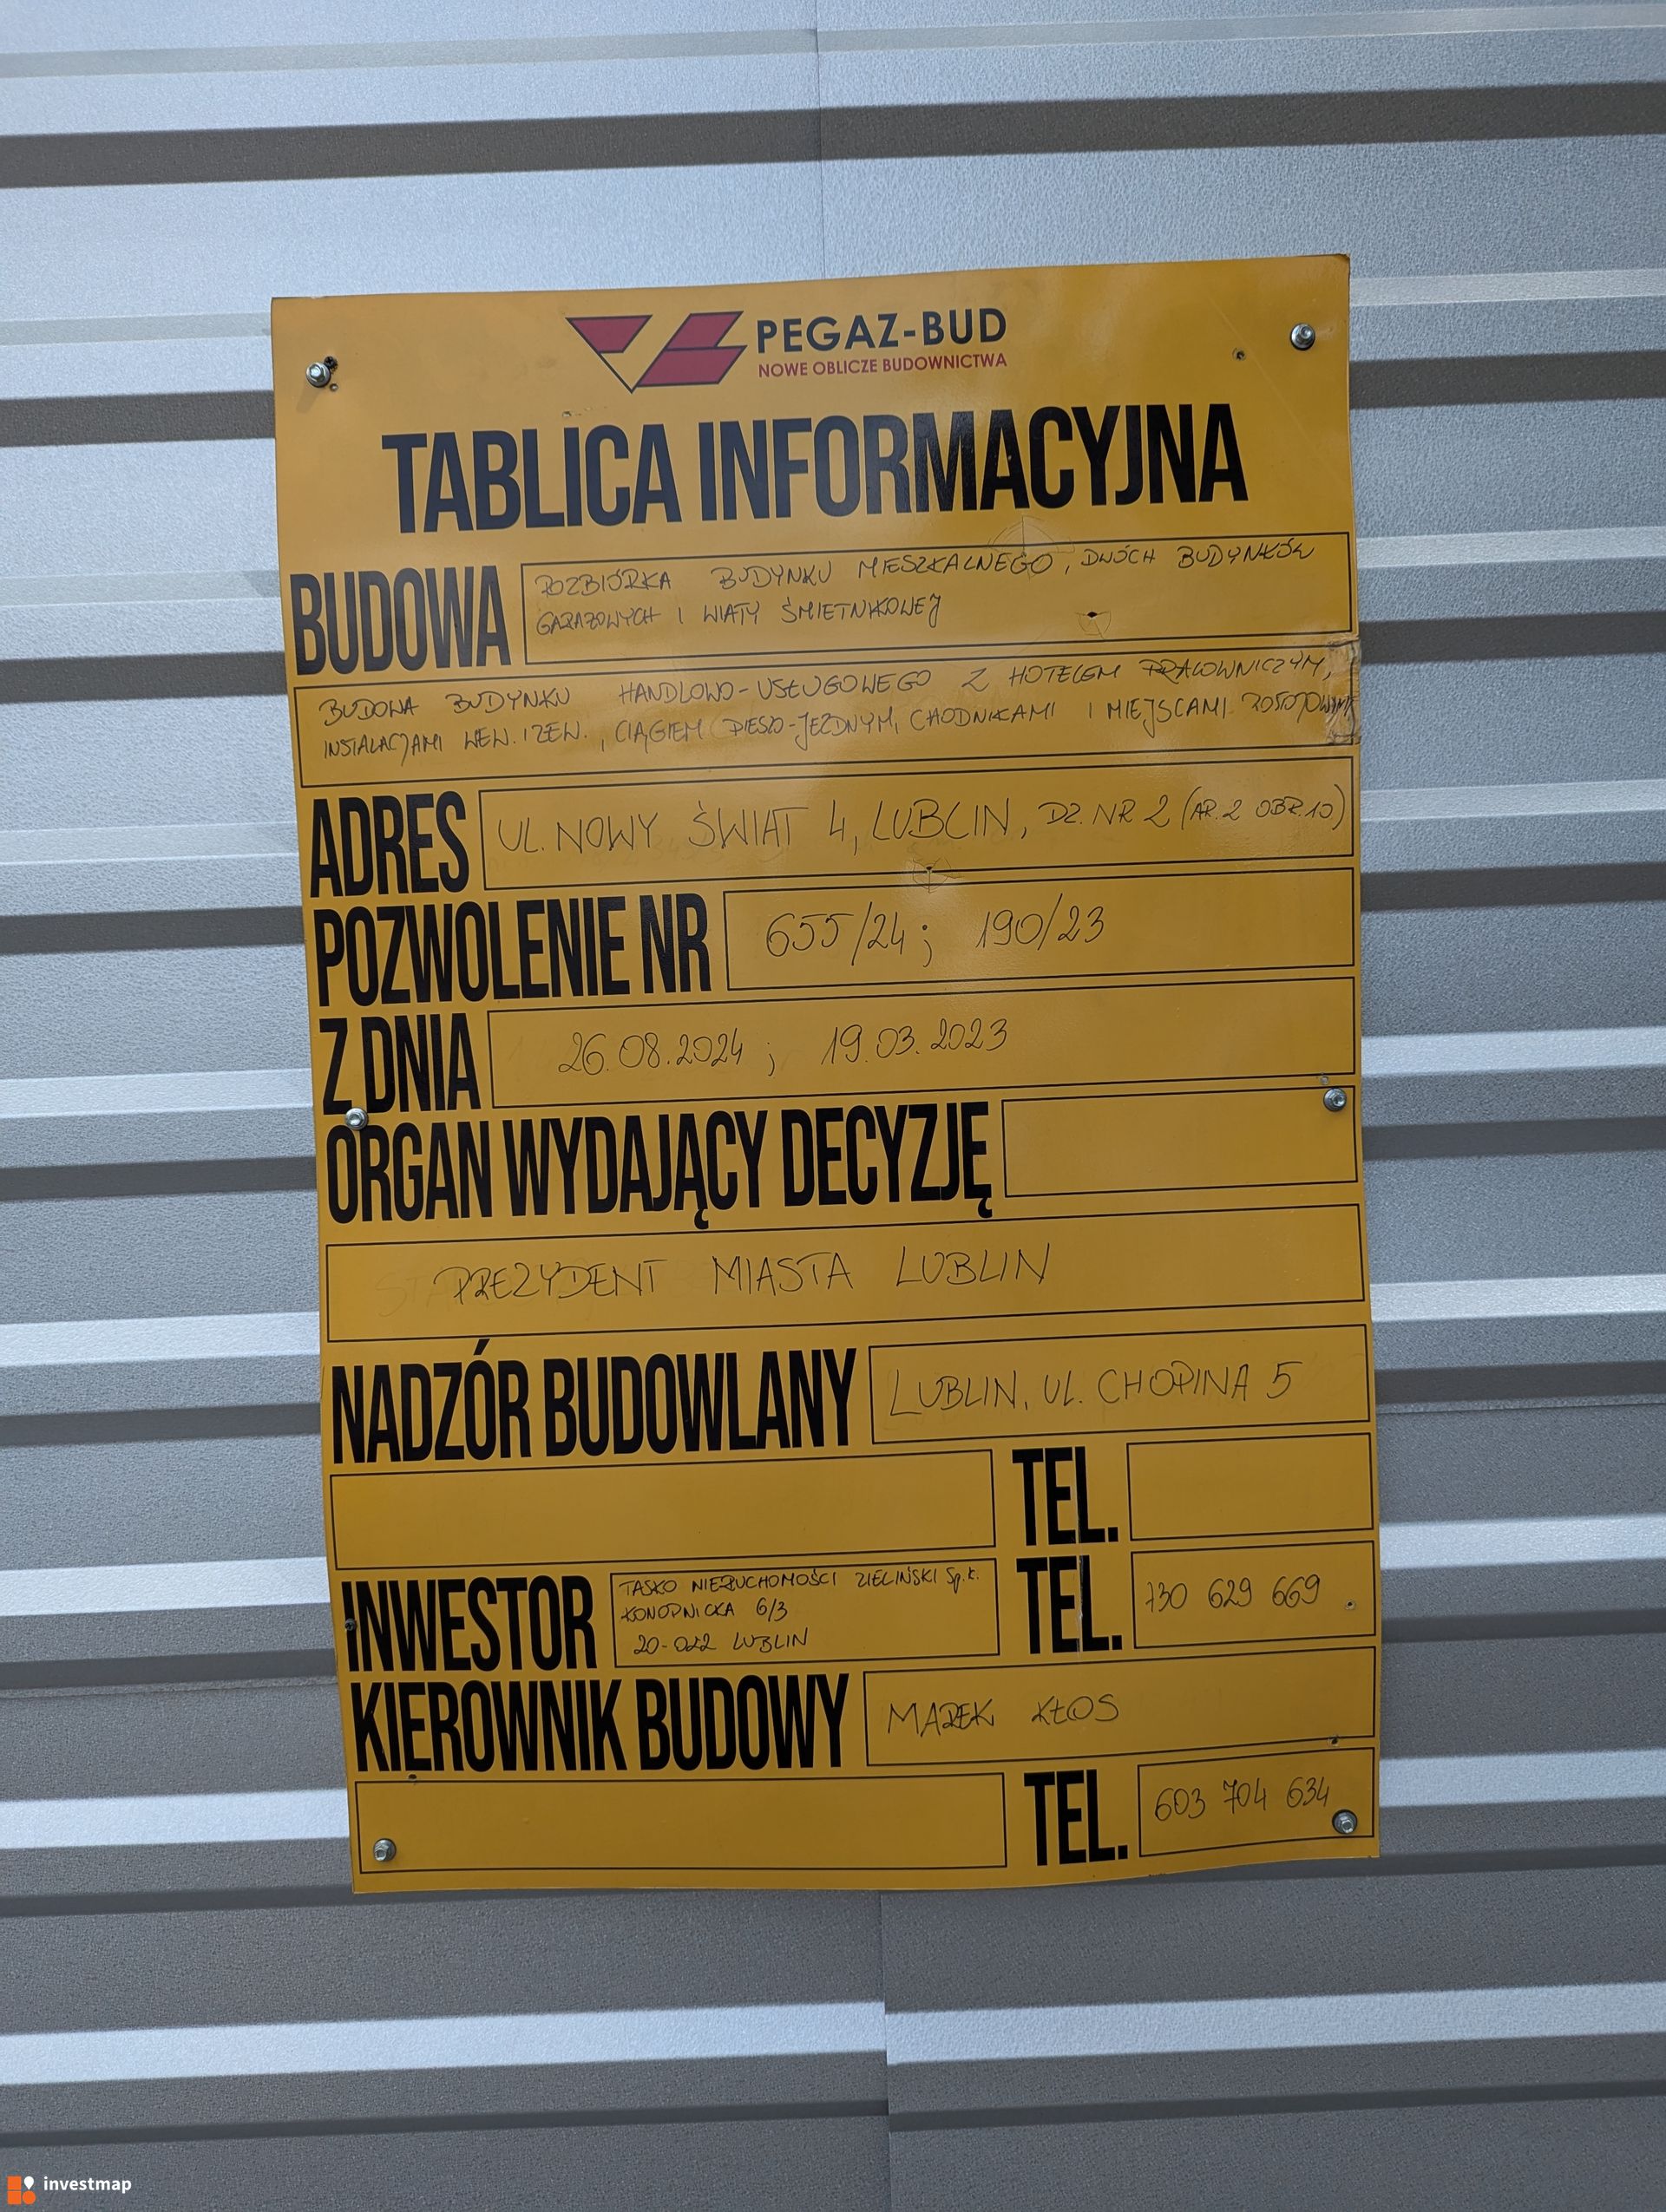 PEGAZ-BUD
NOWE OBLICZE BUDOWNICTWA
TABLICA INFORMACYJNA
BUDOWA ROZBIÓRKA BUDYNKU MIESZKALNEGO, DWÓCH BUDYNKÓW
GARAŻOWYCH I WIATY ŚMIETNIKOWEJ
BUDOWA BUDYNKU HANDLOWO-USŁUGOWEGO Z HOTELEM PRACOWNICZYM,
INSTALACJAMI WEW. I ZEW., CIĄGIEM PIESZO-JEZDNYM, CHODNIKAMI I MIEJSCAMI
ADRES UL. NOWY ŚWIAT 4, LUBLIN, DZ. NR 2 (AR. 2 OBR. 10)
POZWOLENIE NR 655/24; 190/23
Z DNIA 26.08.2024; 19.03.2023
ORGAN WYDAJĄCY DECYZJĘ
PREZYDENT MIASTA LUBLIN
NADZÓR BUDOWLANY LUBLIN, UL. CHOPINA 5
TEL.
INWESTOR TASKO NIERUCHOMOŚCI ZIELIŃSKI Sp.k.
KONOPNICKA 6/3
20-022 LUBLIN
TEL. 730 629 669
KIEROWNIK BUDOWY MAREK KŁOS
TEL. 603 704 634
investmap